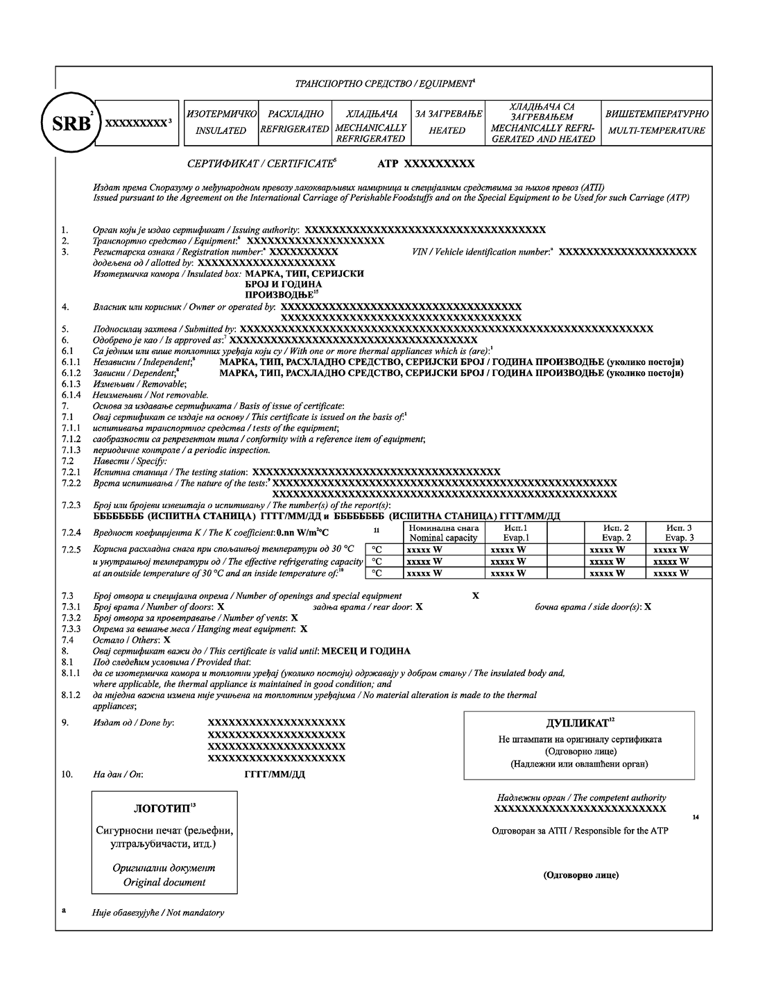 ТРАНСПОРТНО СРЕДСТВО / EQUIPMENT¹
SRB²
XXXXXXXXX³
ИЗОТЕРМИЧКО
INSULATED
РАСХЛАДНО
REFRIGERATED
ХЛАДЊАЧА
MECHANICALLY
REFRIGERATED
ЗА ЗАГРЕВАЊЕ
HEATED
ХЛАДЊАЧА СА
ЗАГРЕВАЊЕМ
MECHANICALLY REFRI-
GERATED AND HEATED
ВИШЕТЕМПЕРАТУРНО
MULTI-TEMPERATURE
СЕРТИФИКАТ / CERTIFICATE⁵ ATP XXXXXXXXX
Издат према Споразуму о међународном превозу лакокварљивих намирница и специјалним средствима за њихов превоз (АТП)
Issued pursuant to the Agreement on the International Carriage of Perishable Foodstuffs and on the Special Equipment to be Used for such Carriage (ATP)
1. Орган који је издао сертификат / Issuing authority: XXXXXXXXXXXXXXXXXXXXXXXXXXXXXXXXXXX
2. Транспортно средство / Equipment:⁶ XXXXXXXXXXXXXXXXXXXX
3. Регистарска ознака / Registration number:ª XXXXXXXXXX VIN / Vehicle identification number:ª XXXXXXXXXXXXXXXXXXXX
додељена од / allotted by: XXXXXXXXXXXXXXXXXXXX
Изотермичка комора / Insulated box: МАРКА, ТИП, СЕРИЈСКИ
БРОЈ И ГОДИНА
ПРОИЗВОДЊЕ¹⁵
4. Власник или корисник / Owner or operated by: XXXXXXXXXXXXXXXXXXXXXXXXXXXXXXXXXXX
XXXXXXXXXXXXXXXXXXXXXXXXXXXXXXXXXXX
5. Подносилац захтева / Submitted by: XXXXXXXXXXXXXXXXXXXXXXXXXXXXXXXXXXXXXXXXXXXXXXXXXXXXXXXXXXXX
6. Одобрено је као / Is approved as:⁷ XXXXXXXXXXXXXXXXXXXXXXXXXXXXXXXXXXXX
6.1 Са једним или више топлотних уређаја који су / With one or more thermal appliances which is (are):¹
6.1.1 Независни / Independent;⁸ МАРКА, ТИП, РАСХЛАДНО СРЕДСТВО, СЕРИЈСКИ БРОЈ / ГОДИНА ПРОИЗВОДЊЕ (уколико постоји)
6.1.2 Зависни / Dependent;⁸ МАРКА, ТИП, РАСХЛАДНО СРЕДСТВО, СЕРИЈСКИ БРОЈ / ГОДИНА ПРОИЗВОДЊЕ (уколико постоји)
6.1.3 Измењиви / Removable;
6.1.4 Неизмењиви / Not removable.
7. Основа за издавање сертификата / Basis of issue of certificate:
7.1 Овај сертификат се издаје на основу / This certificate is issued on the basis of:¹
7.1.1 испитивања транспортног средства / tests of the equipment;
7.1.2 саобразности са репрезентом типа / conformity with a reference item of equipment;
7.1.3 периодичне контроле / a periodic inspection.
7.2 Навести / Specify:
7.2.1 Испитна станица / The testing station: XXXXXXXXXXXXXXXXXXXXXXXXXXXXXXXXXXXX
7.2.2 Врста испитивања / The nature of the tests:⁹ XXXXXXXXXXXXXXXXXXXXXXXXXXXXXXXXXXXXXXXXXXXXXXXXXX
XXXXXXXXXXXXXXXXXXXXXXXXXXXXXXXXXXXXXXXXXXXXXXXXXX
7.2.3 Број или бројеви извештаја о испитивању / The number(s) of the report(s):
ББББББББ (ИСПИТНА СТАНИЦА) ГГГГ/ММ/ДД и ББББББББ (ИСПИТНА СТАНИЦА) ГГГГ/ММ/ДД
7.2.4 Вредност коефицијента K / The K coefficient: 0.nn W/m²ºC ¹¹
Номинална снага
Nominal capacity
Исп.1
Evap.1
Исп. 2
Evap. 2
Исп. 3
Evap. 3
7.2.5 Корисна расхладна снага при спољашњој температури од 30 °C °C xxxxx W xxxxx W xxxxx W xxxxx W
и унутрашњој температури од / The effective refrigerating capacity °C xxxxx W xxxxx W xxxxx W xxxxx W
at an outside temperature of 30 °C and an inside temperature of:¹⁰ °C xxxxx W xxxxx W xxxxx W xxxxx W
7.3 Број отвора и специјална опрема / Number of openings and special equipment X
7.3.1 Број врата / Number of doors: X задња врата / rear door: X бочна врата / side door(s): X
7.3.2 Број отвора за проветравање / Number of vents: X
7.3.3 Опрема за вешање меса / Hanging meat equipment: X
7.4 Остало / Others: X
8. Овај сертификат важи до / This certificate is valid until: МЕСЕЦ И ГОДИНА
8.1 Под следећим условима / Provided that:
8.1.1 да се изотермичка комора и топлотни уређај (уколико постоји) одржавају у добром стању / The insulated body and,
where applicable, the thermal appliance is maintained in good condition; and
8.1.2 да ниједна важна измена није учињена на топлотним уређајима / No material alteration is made to the thermal
appliances;
9. Издат од / Done by: XXXXXXXXXXXXXXXXXXXX
XXXXXXXXXXXXXXXXXXXX
XXXXXXXXXXXXXXXXXXXX
XXXXXXXXXXXXXXXXXXXX
ДУПЛИКАТ¹²
Не штампати на оригиналу сертификата
(Одговорно лице)
(Надлежни или овлашћени орган)
10. На дан / On: ГГГГ/ММ/ДД
ЛОГОТИП¹³
Сигурносни печат (рељефни,
ултраљубичасти, итд.)
Оригинални документ
Original document
Надлежни орган / The competent authority
XXXXXXXXXXXXXXXXXXXXXXXXX
14
Одговоран за АТП / Responsible for the ATP
(Одговорно лице)
ª Није обавезујуће / Not mandatory